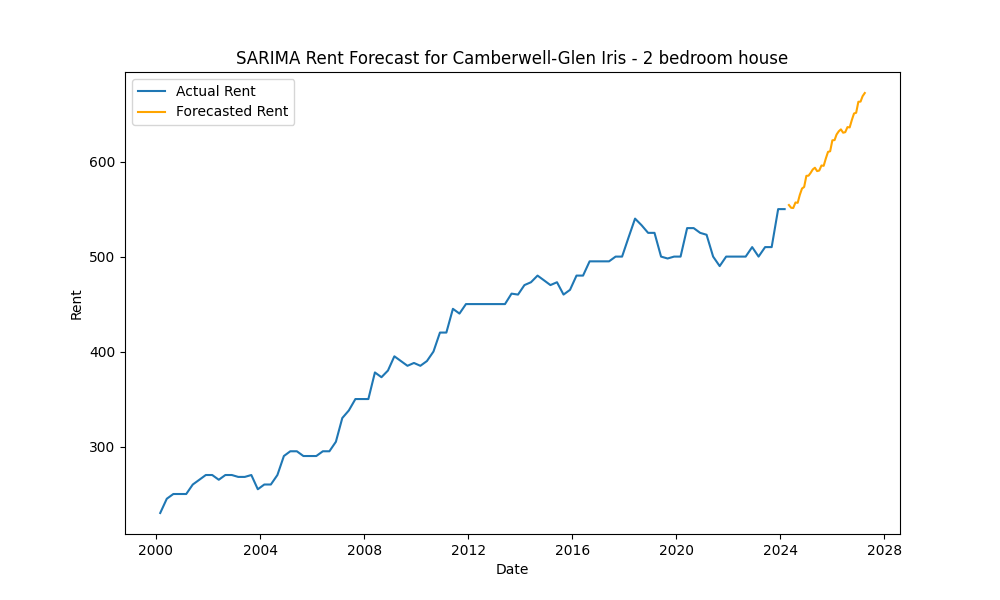 SARIMA Rent Forecast for Camberwell-Glen Iris - 2 bedroom house
Actual Rent
Forecasted Rent
600
500
400
300
Rent
2000 2004 2008 2012 2016 2020 2024 2028
Date